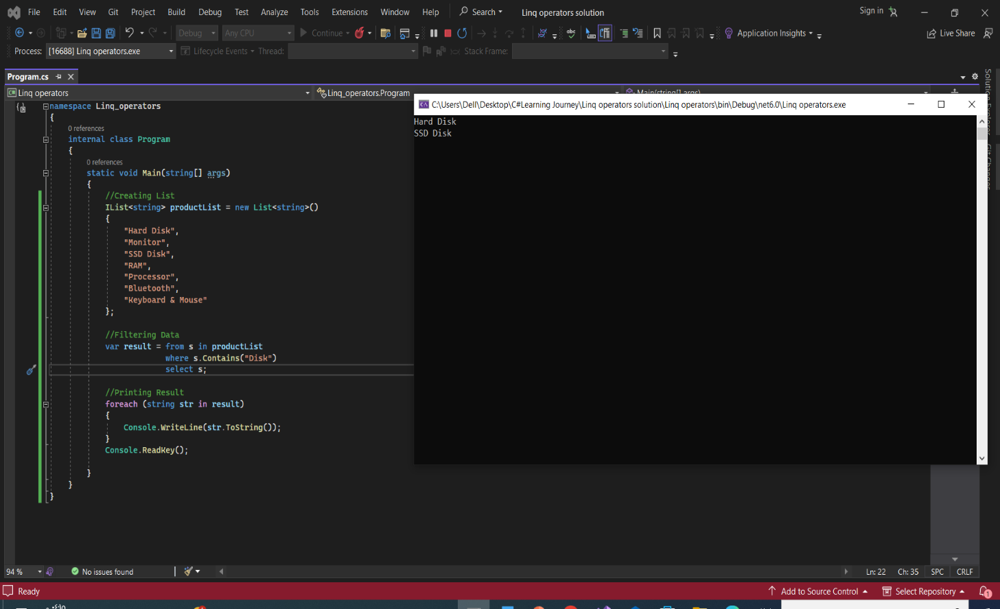 File Edit View Git Project Build Debug Test Analyze Tools Extensions Window Help Search Linq operators solution Sign in
Debug Any CPU Continue abc Application Insights Live Share
Process: [16688] Linq operators.exe Lifecycle Events Thread: Stack Frame:
Program.cs
C# Linq operators Linq_operators.Program Main(string[] args)
namespace Linq_operators
{
0 references
internal class Program
{
0 references
static void Main(string[] args)
{
//Creating List
IList<string> productList = new List<string>()
{
"Hard Disk",
"Monitor",
"SSD Disk",
"RAM",
"Processor",
"Bluetooth",
"Keyboard & Mouse"
};
//Filtering Data
var result = from s in productList
where s.Contains("Disk")
select s;
//Printing Result
foreach (string str in result)
{
Console.WriteLine(str.ToString());
}
Console.ReadKey();
}
}
}
C:\Users\Dell\Desktop\C#Learning Journey\Linq operators solution\Linq operators\bin\Debug\net6.0\Linq operators.exe
Hard Disk
SSD Disk
Solution Explorer
Git Changes
94 % No issues found Ln: 22 Ch: 35 SPC CRLF
Ready Add to Source Control Select Repository 1